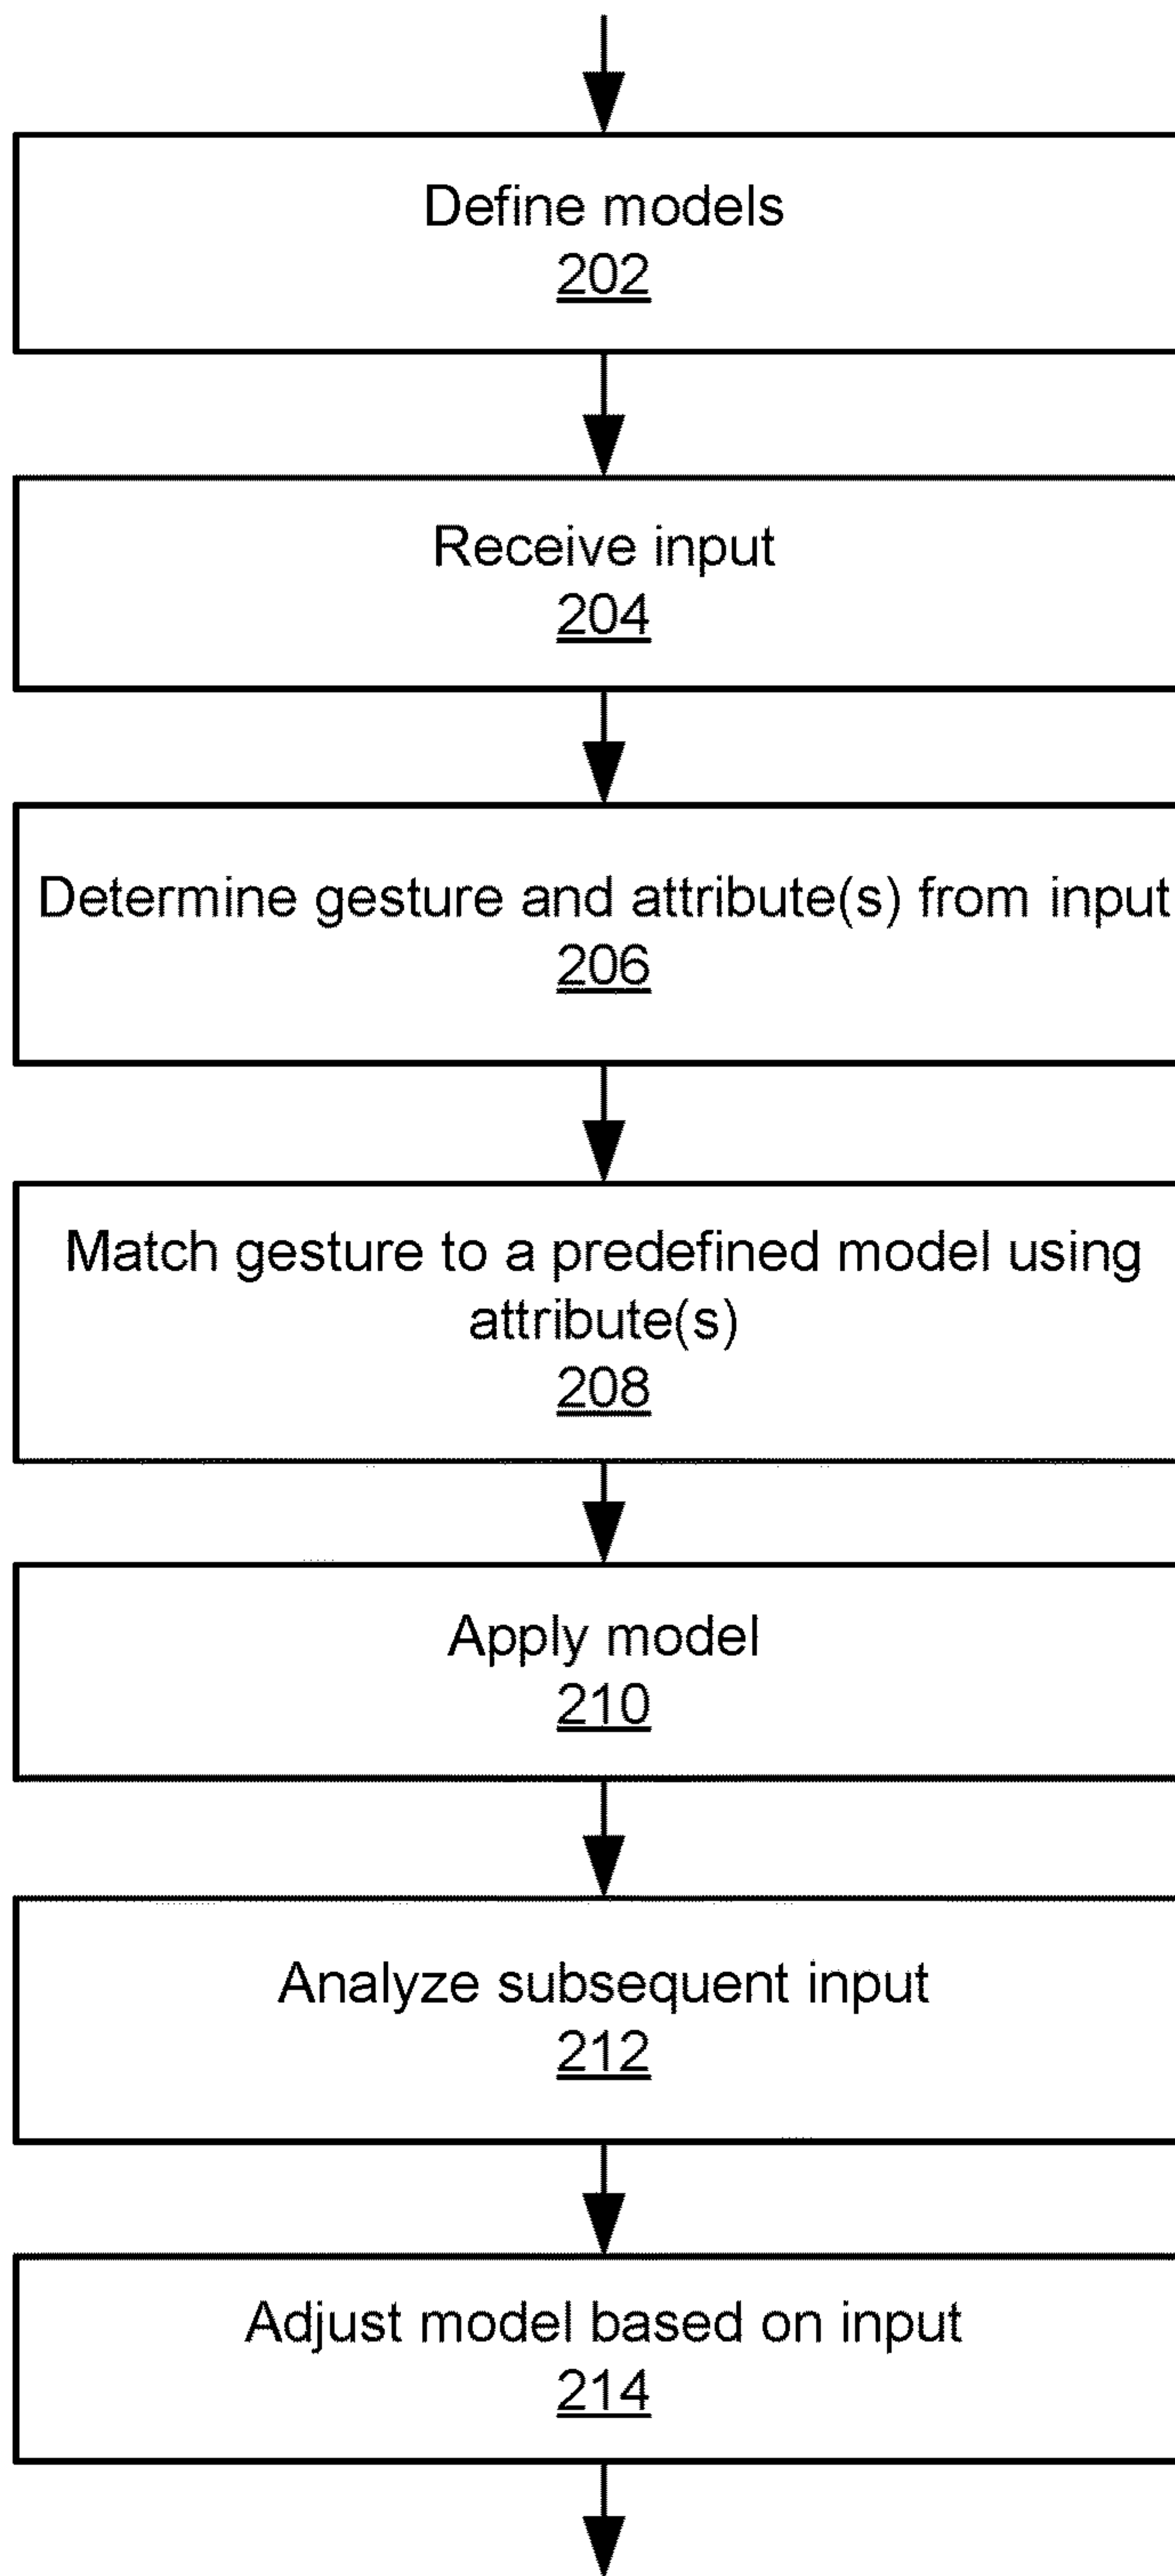 Define models
202
Receive input
204
Determine gesture and attribute(s) from input
206
Match gesture to a predefined model using
attribute(s)
208
Apply model
210
Analyze subsequent input
212
Adjust model based on input
214